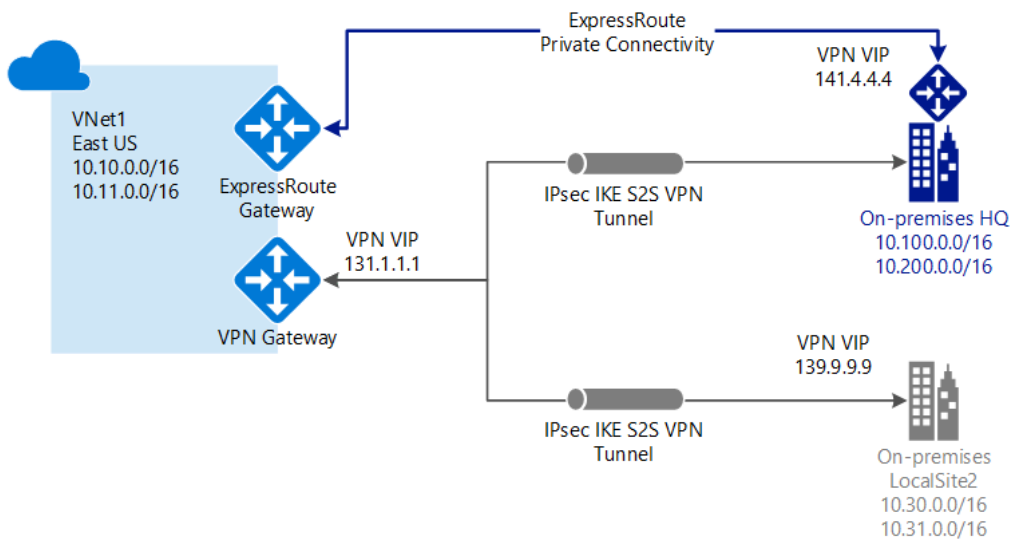 ExpressRoute
Private Connectivity
VPN VIP
141.4.4.4
VNet1
East US
10.10.0.0/16
10.11.0.0/16
ExpressRoute
Gateway
IPsec IKE S2S VPN
Tunnel
On-premises HQ
10.100.0.0/16
10.200.0.0/16
VPN VIP
131.1.1.1
VPN Gateway
VPN VIP
139.9.9.9
IPsec IKE S2S VPN
Tunnel
On-premises
LocalSite2
10.30.0.0/16
10.31.0.0/16